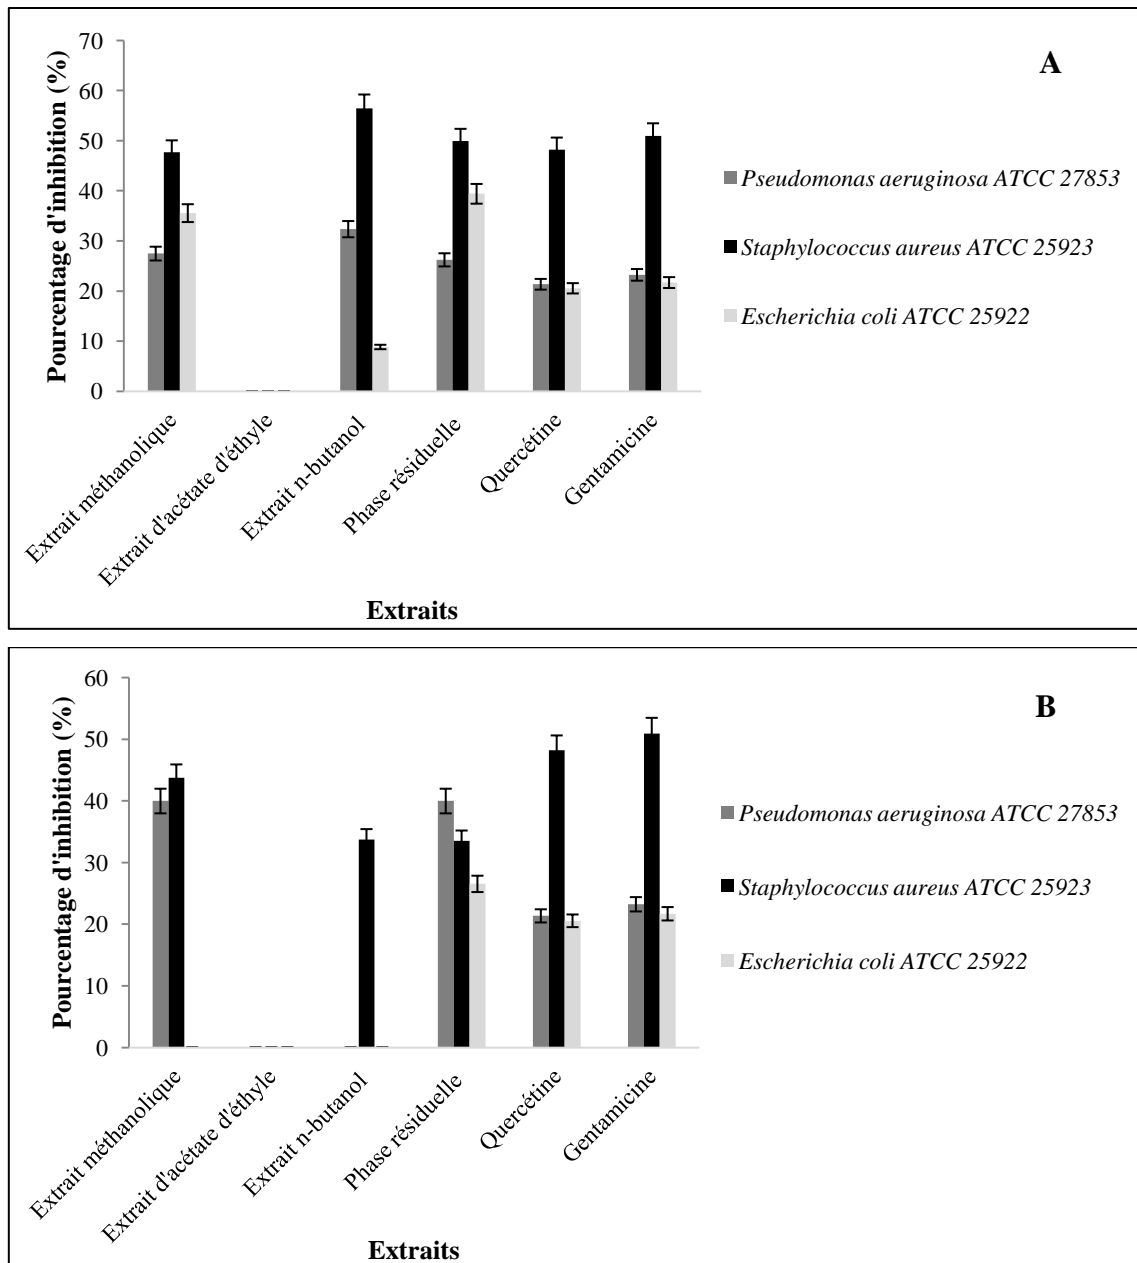 A
Pourcentage d'inhibition (%)
70
60
50
40
30
20
10
0
Extrait méthanolique
Extrait d'acétate d'éthyle
Extrait n-butanol
Phase résiduelle
Quercétine
Gentamicine
Extraits
Pseudomonas aeruginosa ATCC 27853
Staphylococcus aureus ATCC 25923
Escherichia coli ATCC 25922
B
Pourcentage d'inhibition (%)
60
50
40
30
20
10
0
Extrait méthanolique
Extrait d'acétate d'éthyle
Extrait n-butanol
Phase résiduelle
Quercétine
Gentamicine
Extraits
Pseudomonas aeruginosa ATCC 27853
Staphylococcus aureus ATCC 25923
Escherichia coli ATCC 25922